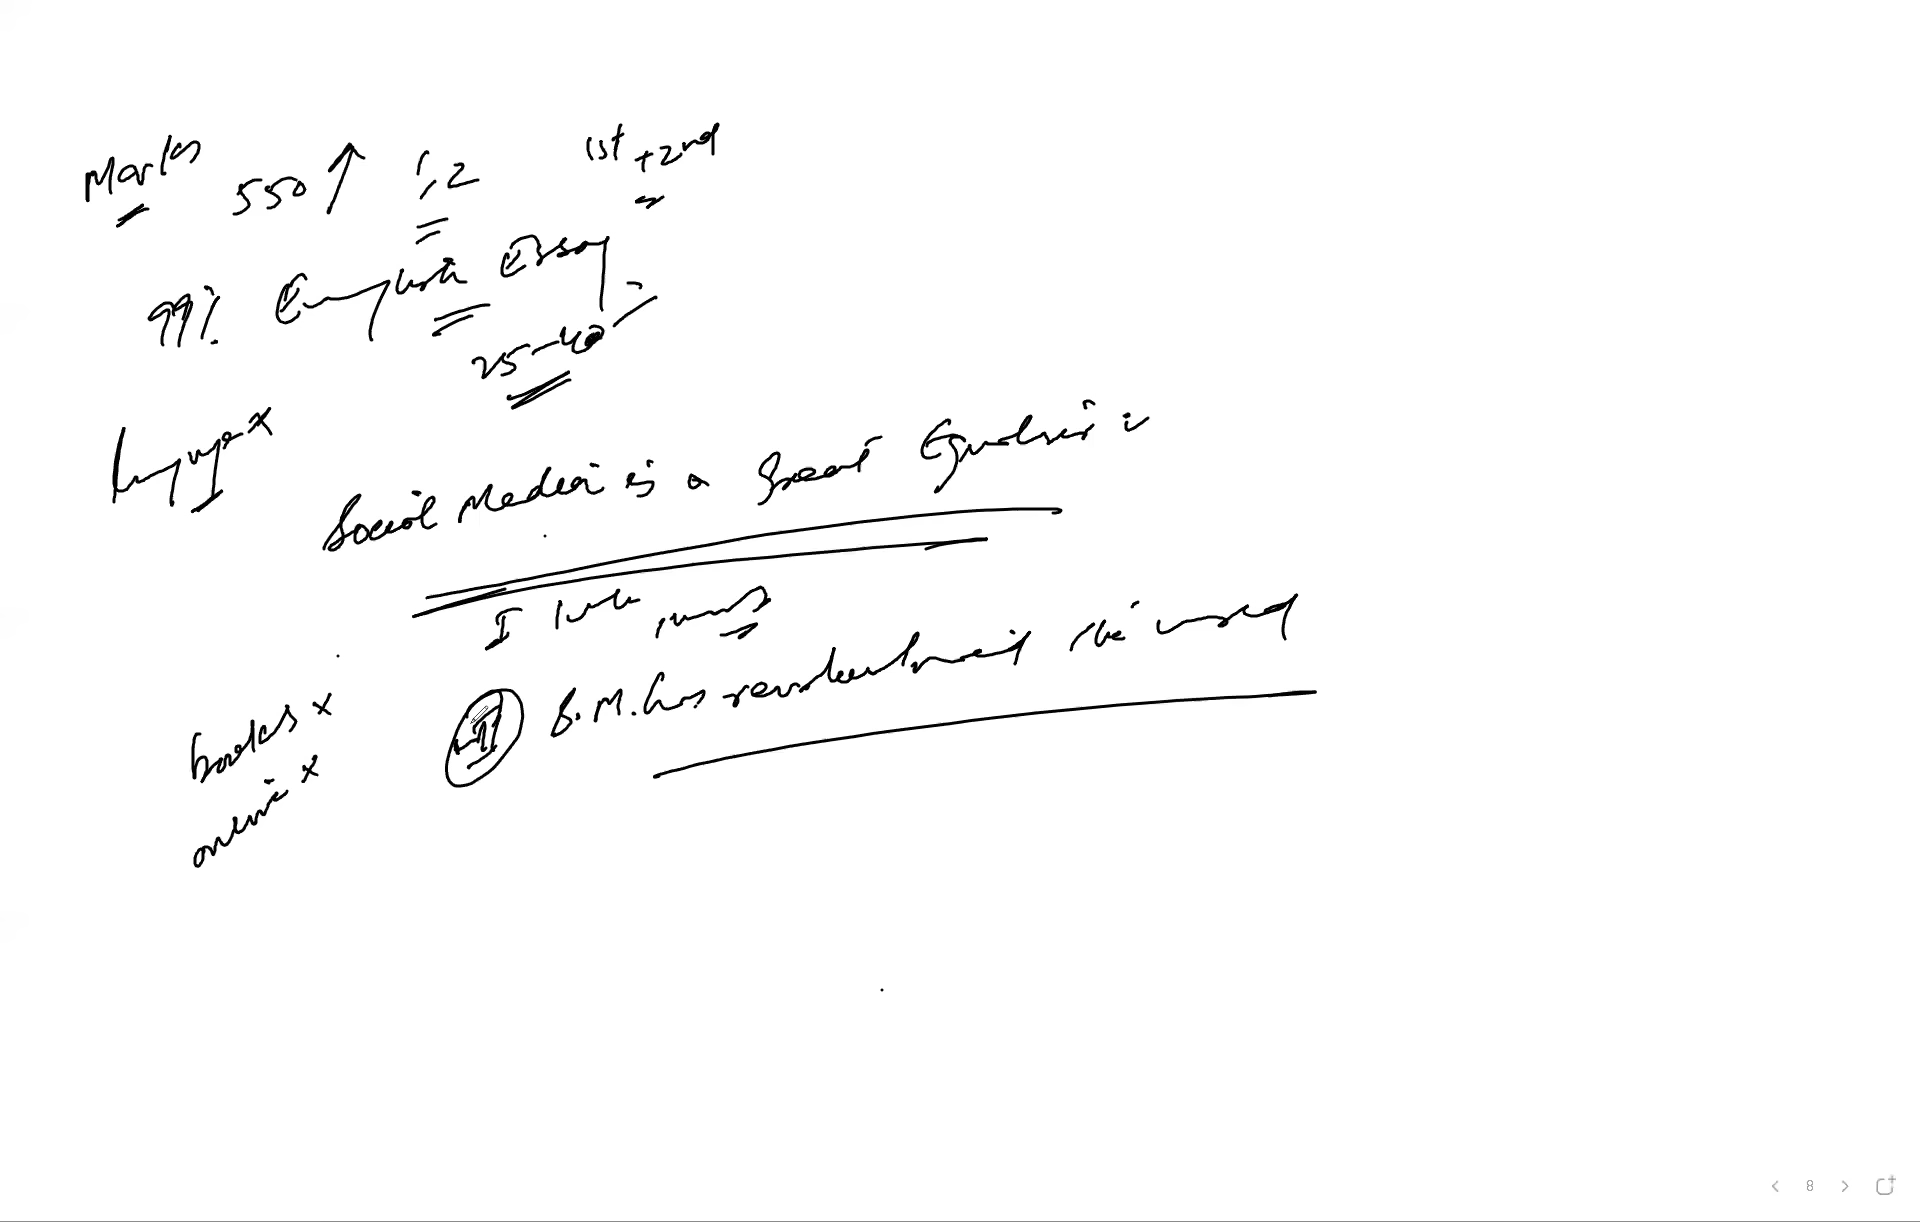 Marks 550 ↑ 1,2 1st + 2nd
99% English Essay
25-40
Language x
Social Media is a Great Equaliser
I
S.M. has revolutionised the world
books x
online x
8